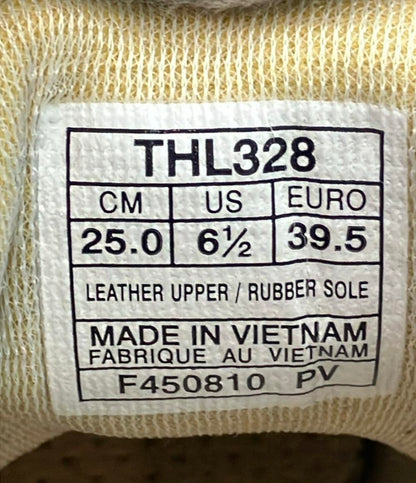 THL328
CM US EURO
25.0 6½ 39.5
LEATHER UPPER / RUBBER SOLE
MADE IN VIETNAM
FABRIQUE AU VIETNAM
F450810 PV